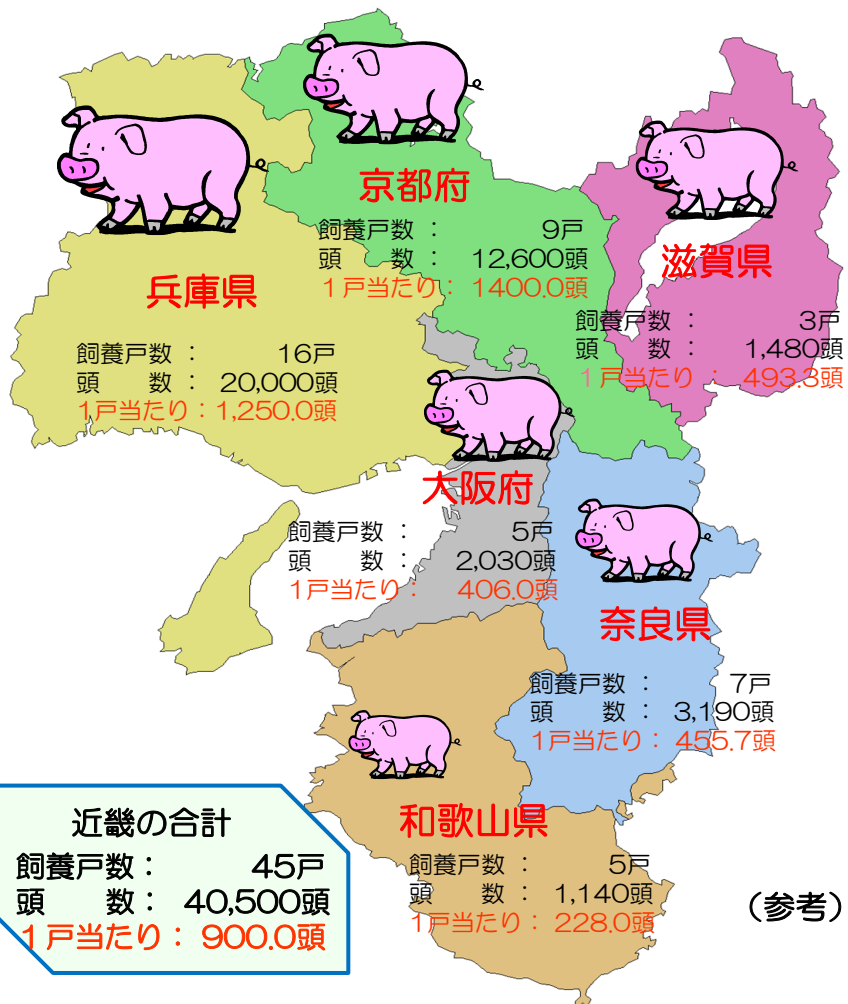 京都府
飼養戸数： 9戸
頭　数： 12,600頭
1戸当たり： 1400.0頭
滋賀県
飼養戸数： 3戸
頭　数： 1,480頭
1戸当たり： 493.3頭
兵庫県
飼養戸数： 16戸
頭　数： 20,000頭
1戸当たり：1,250.0頭
大阪府
飼養戸数： 5戸
頭　数： 2,030頭
1戸当たり： 406.0頭
奈良県
飼養戸数： 7戸
頭　数： 3,190頭
1戸当たり： 455.7頭
和歌山県
飼養戸数： 5戸
頭　数： 1,140頭
1戸当たり： 228.0頭
近畿の合計
飼養戸数： 45戸
頭　数： 40,500頭
1戸当たり： 900.0頭
（参考）